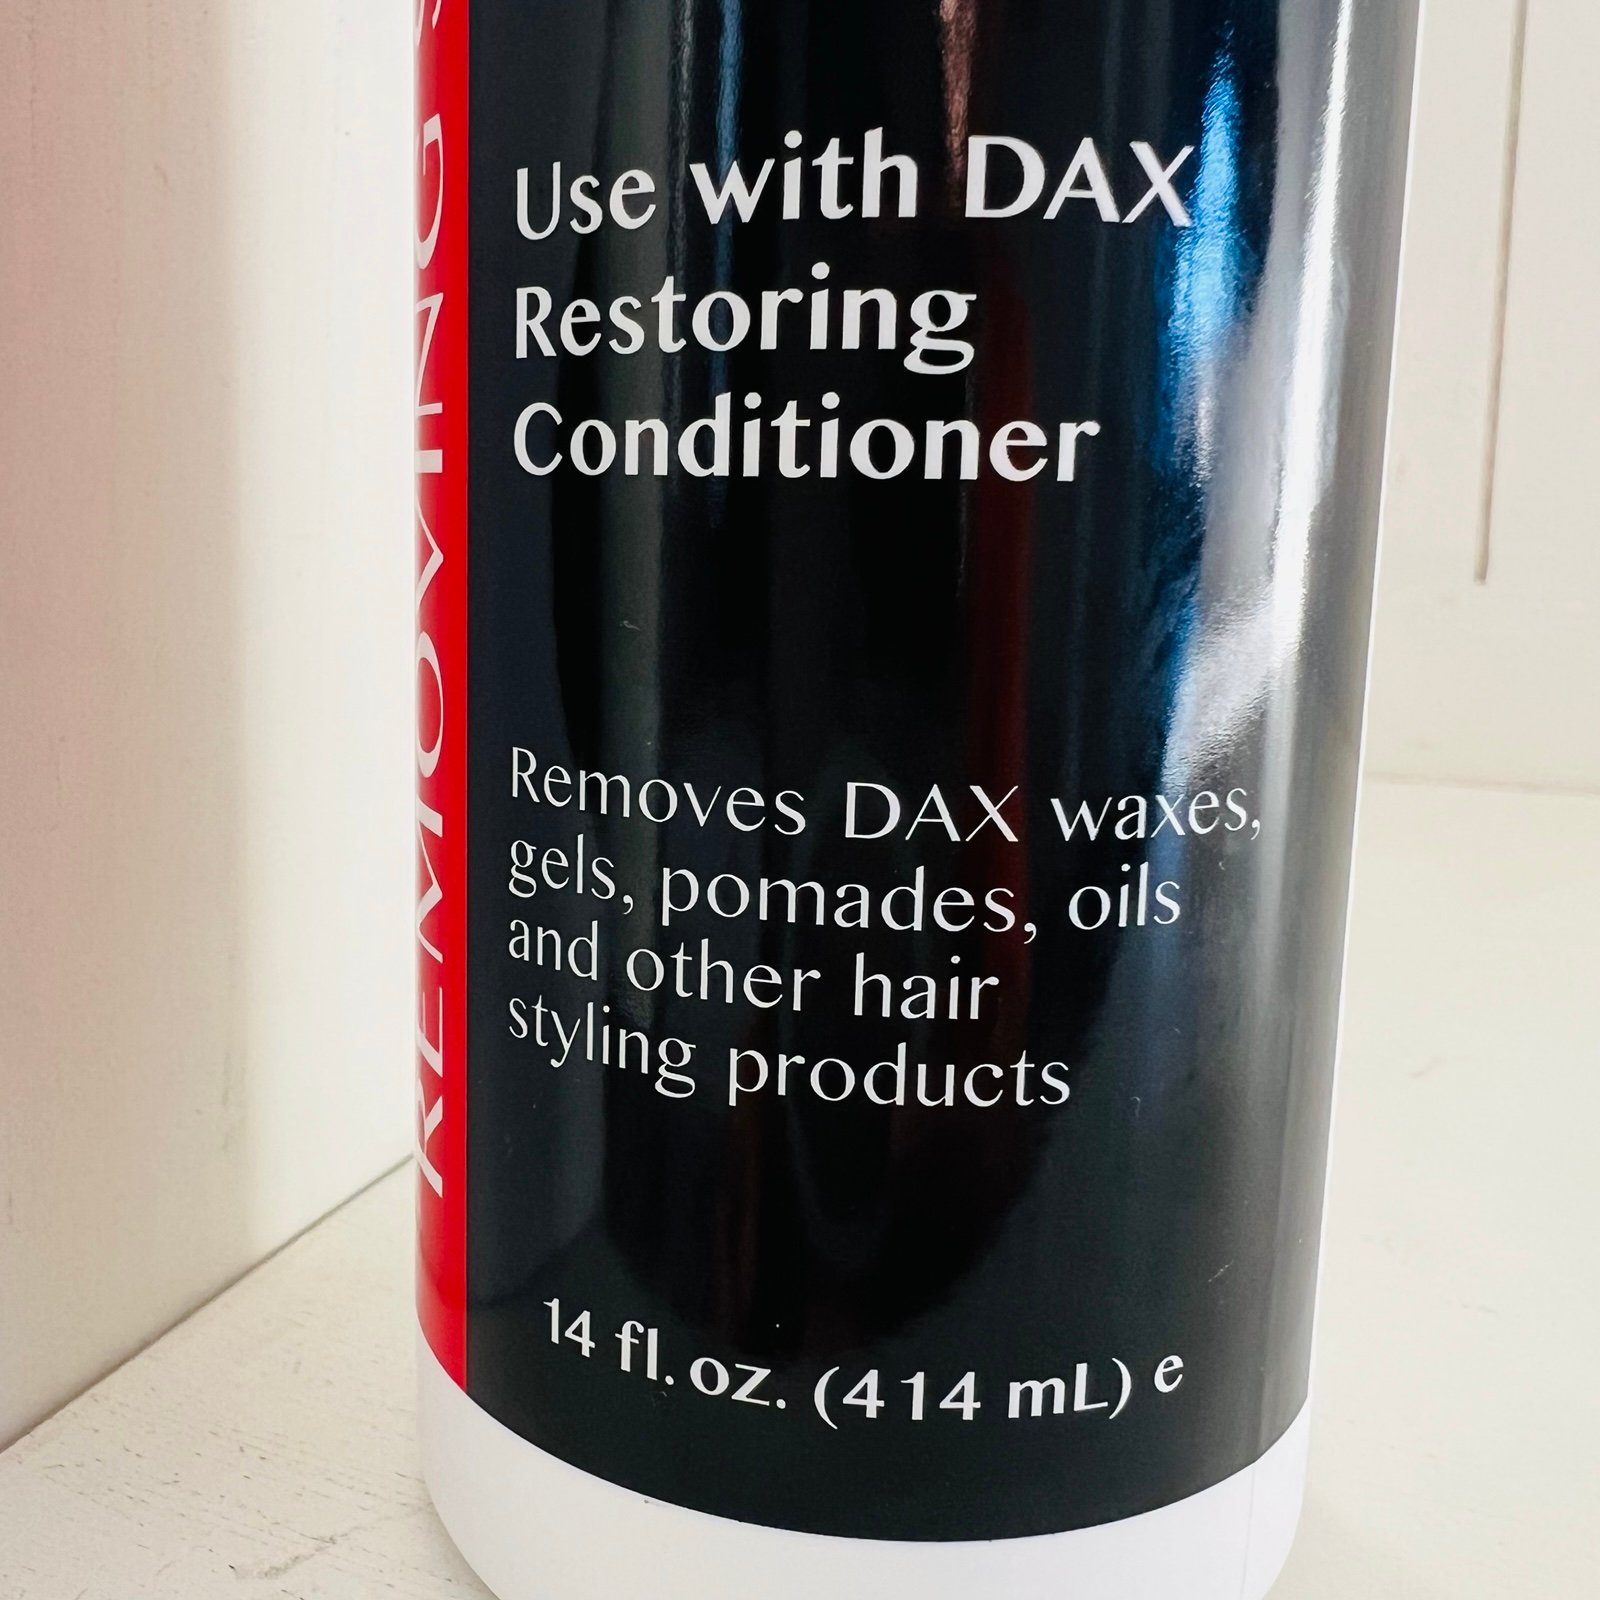 REMOVING S
Use with DAX
Restoring
Conditioner
Removes DAX waxes,
gels, pomades, oils
and other hair
styling products
14 fl. oz. (414 mL) e